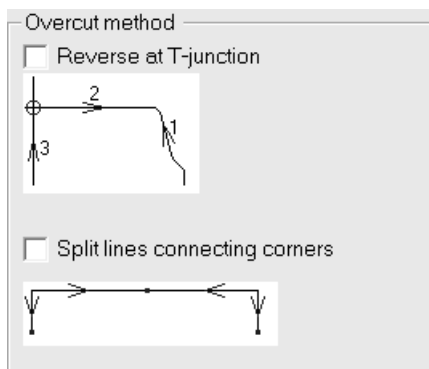 Overcut method
Reverse at T-junction
2
1
3
Split lines connecting corners